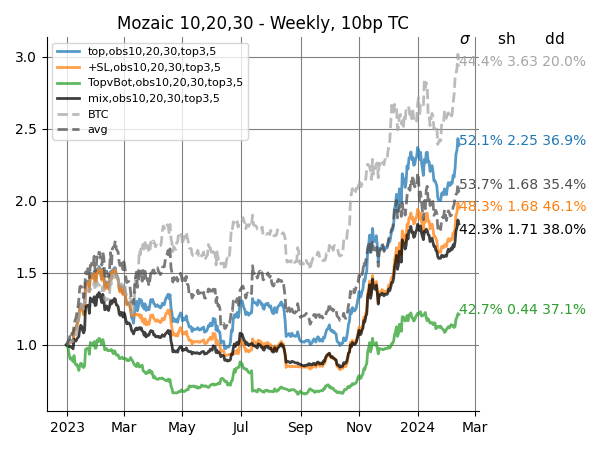 Mozaic 10,20,30 - Weekly, 10bp TC
σ sh dd
top,obs10,20,30,top3,5
+SL,obs10,20,30,top3,5
TopvBot,obs10,20,30,top3,5
mix,obs10,20,30,top3,5
BTC
avg
44.4% 3.63 20.0%
52.1% 2.25 36.9%
53.7% 1.68 35.4%
48.3% 1.68 46.1%
42.3% 1.71 38.0%
42.7% 0.44 37.1%
3.0
2.5
2.0
1.5
1.0
2023 Mar May Jul Sep Nov 2024 Mar